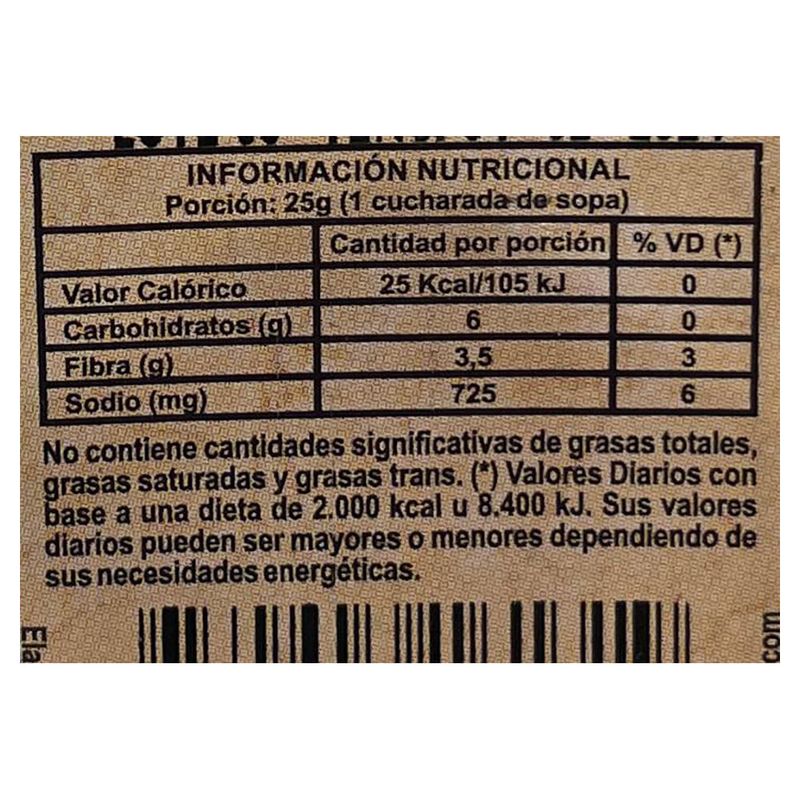 INFORMACIÓN NUTRICIONAL
Porción: 25g (1 cucharada de sopa)
Cantidad por porción % VD (*)
Valor Calórico 25 Kcal/105 kJ 0
Carbohidratos (g) 6 0
Fibra (g) 3,5 3
Sodio (mg) 725 6
No contiene cantidades significativas de grasas totales,
grasas saturadas y grasas trans. (*) Valores Diarios con
base a una dieta de 2.000 kcal u 8.400 kJ. Sus valores
diarios pueden ser mayores o menores dependiendo de
sus necesidades energéticas.
Ela
com